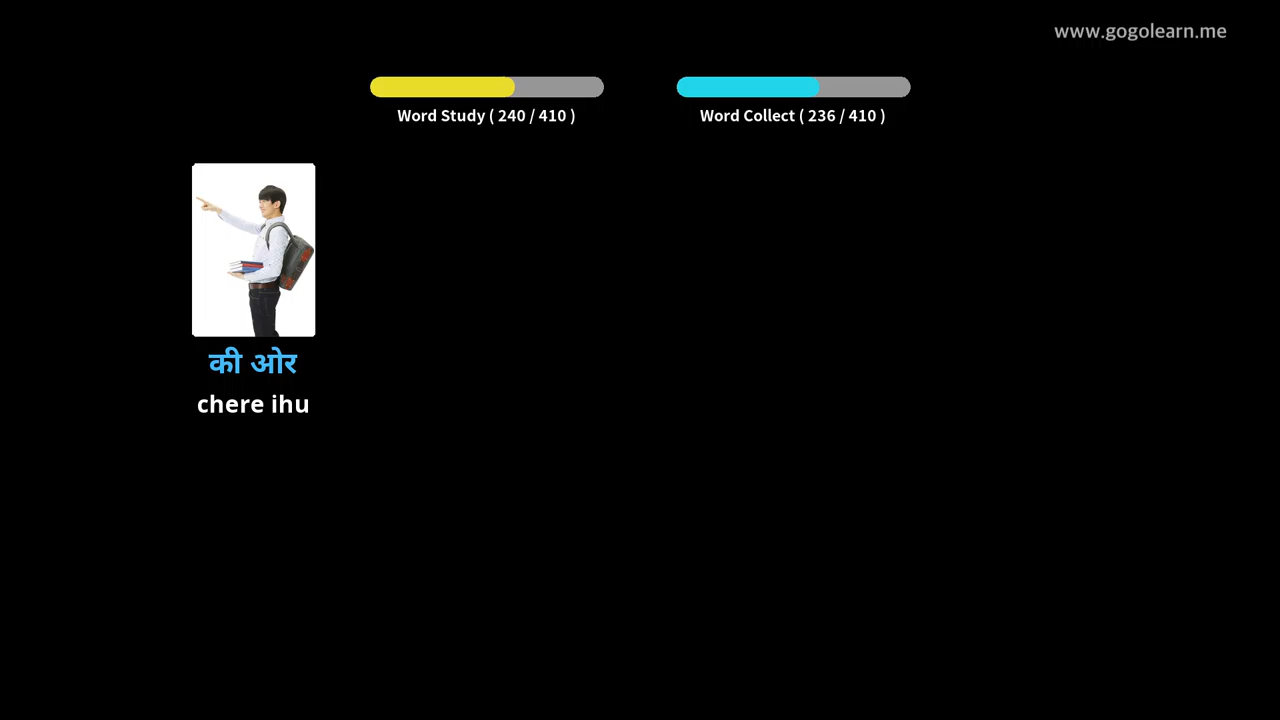 www.gogolearn.me
Word Study ( 240 / 410 )
Word Collect ( 236 / 410 )
की ओर
chere ihu